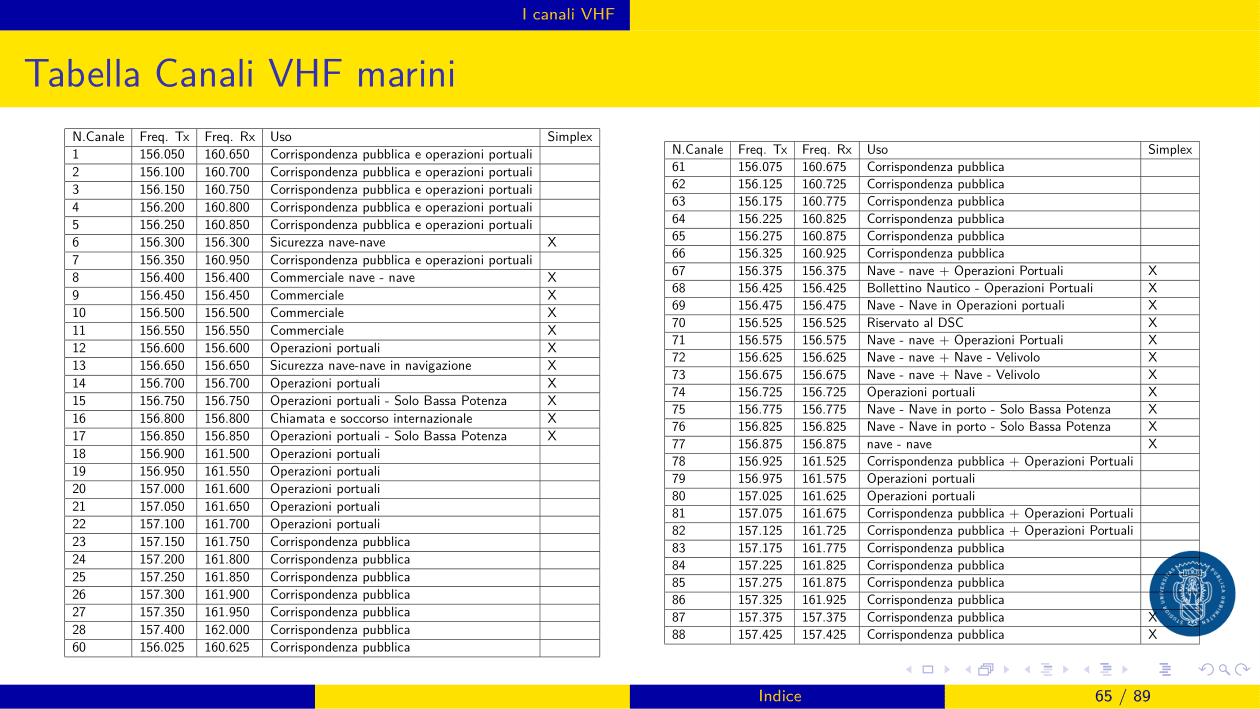 I canali VHF
Tabella Canali VHF marini
N.Canale Freq. Tx Freq. Rx Uso Simplex
1 156.050 160.650 Corrispondenza pubblica e operazioni portuali
2 156.100 160.700 Corrispondenza pubblica e operazioni portuali
3 156.150 160.750 Corrispondenza pubblica e operazioni portuali
4 156.200 160.800 Corrispondenza pubblica e operazioni portuali
5 156.250 160.850 Corrispondenza pubblica e operazioni portuali
6 156.300 156.300 Sicurezza nave-nave X
7 156.350 160.950 Corrispondenza pubblica e operazioni portuali
8 156.400 156.400 Commerciale nave - nave X
9 156.450 156.450 Commerciale X
10 156.500 156.500 Commerciale X
11 156.550 156.550 Commerciale X
12 156.600 156.600 Operazioni portuali X
13 156.650 156.650 Sicurezza nave-nave in navigazione X
14 156.700 156.700 Operazioni portuali X
15 156.750 156.750 Operazioni portuali - Solo Bassa Potenza X
16 156.800 156.800 Chiamata e soccorso internazionale X
17 156.850 156.850 Operazioni portuali - Solo Bassa Potenza X
18 156.900 161.500 Operazioni portuali
19 156.950 161.550 Operazioni portuali
20 157.000 161.600 Operazioni portuali
21 157.050 161.650 Operazioni portuali
22 157.100 161.700 Operazioni portuali
23 157.150 161.750 Corrispondenza pubblica
24 157.200 161.800 Corrispondenza pubblica
25 157.250 161.850 Corrispondenza pubblica
26 157.300 161.900 Corrispondenza pubblica
27 157.350 161.950 Corrispondenza pubblica
28 157.400 162.000 Corrispondenza pubblica
60 156.025 160.625 Corrispondenza pubblica
N.Canale Freq. Tx Freq. Rx Uso Simplex
61 156.075 160.675 Corrispondenza pubblica
62 156.125 160.725 Corrispondenza pubblica
63 156.175 160.775 Corrispondenza pubblica
64 156.225 160.825 Corrispondenza pubblica
65 156.275 160.875 Corrispondenza pubblica
66 156.325 160.925 Corrispondenza pubblica
67 156.375 156.375 Nave - nave + Operazioni Portuali X
68 156.425 156.425 Bollettino Nautico - Operazioni Portuali X
69 156.475 156.475 Nave - Nave in Operazioni portuali X
70 156.525 156.525 Riservato al DSC X
71 156.575 156.575 Nave - nave + Operazioni Portuali X
72 156.625 156.625 Nave - nave + Nave - Velivolo X
73 156.675 156.675 Nave - nave + Nave - Velivolo X
74 156.725 156.725 Operazioni portuali X
75 156.775 156.775 Nave - Nave in porto - Solo Bassa Potenza X
76 156.825 156.825 Nave - Nave in porto - Solo Bassa Potenza X
77 156.875 156.875 nave - nave X
78 156.925 161.525 Corrispondenza pubblica + Operazioni Portuali
79 156.975 161.575 Operazioni portuali
80 157.025 161.625 Operazioni portuali
81 157.075 161.675 Corrispondenza pubblica + Operazioni Portuali
82 157.125 161.725 Corrispondenza pubblica + Operazioni Portuali
83 157.175 161.775 Corrispondenza pubblica
84 157.225 161.825 Corrispondenza pubblica
85 157.275 161.875 Corrispondenza pubblica
86 157.325 161.925 Corrispondenza pubblica
87 157.375 157.375 Corrispondenza pubblica X
88 157.425 157.425 Corrispondenza pubblica X
Indice
65 / 89